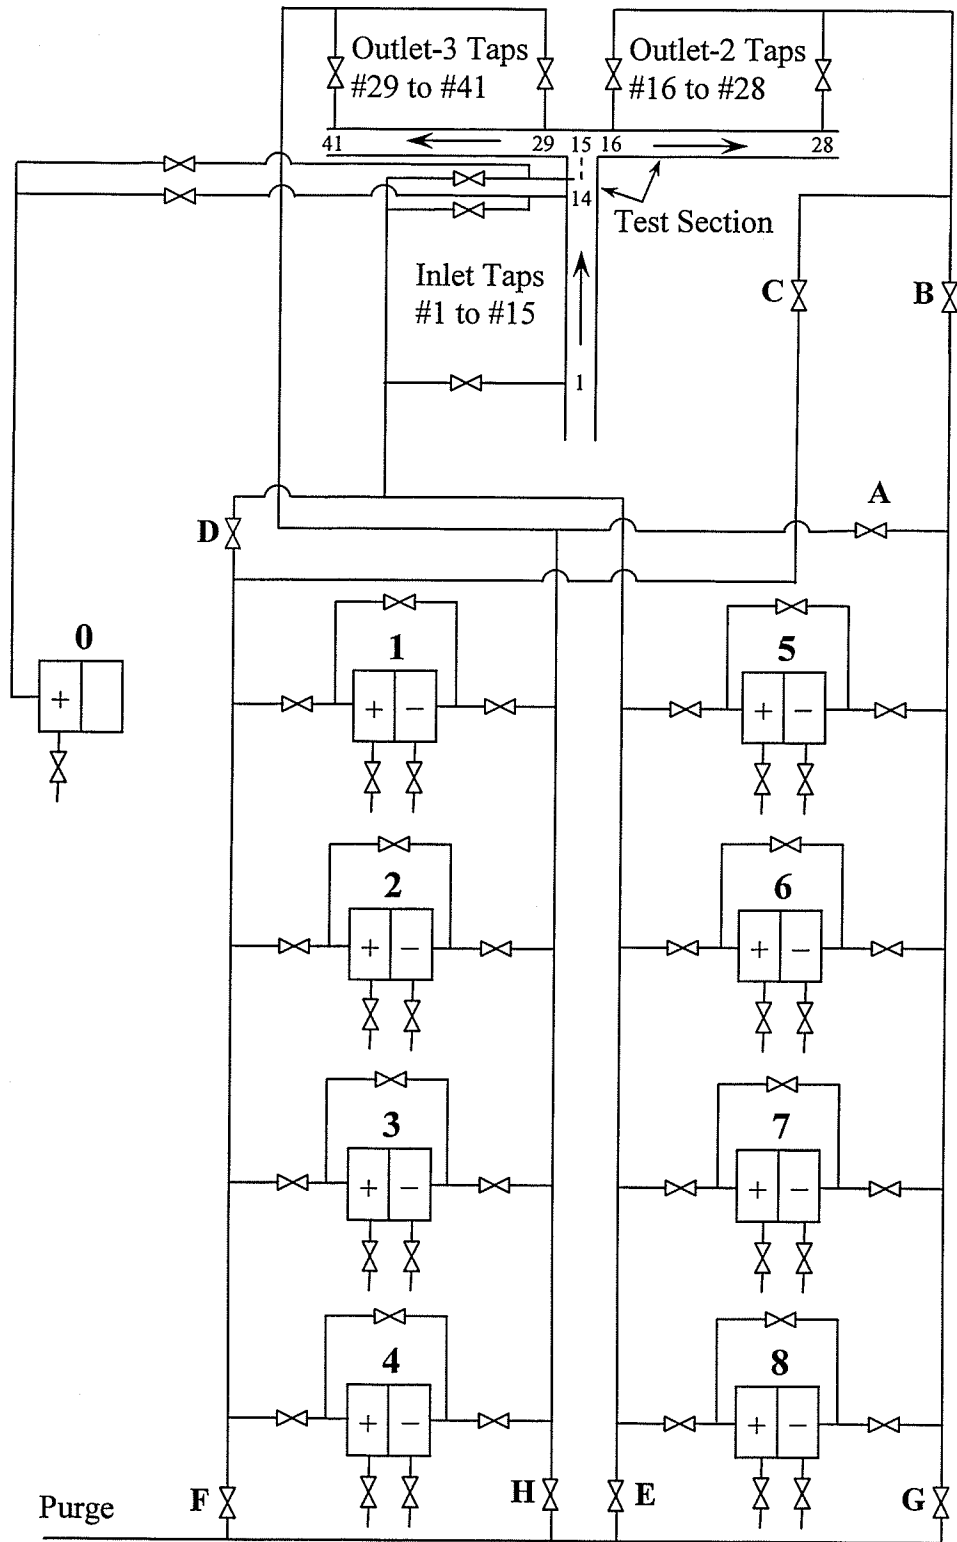 Outlet-3 Taps
#29 to #41
Outlet-2 Taps
#16 to #28
41
29
15
16
28
14
Test Section
Inlet Taps
#1 to #15
C
B
1
A
D
0
+
1
+ −
5
+ −
2
+ −
6
+ −
3
+ −
7
+ −
4
+ −
8
+ −
Purge
F
H
E
G